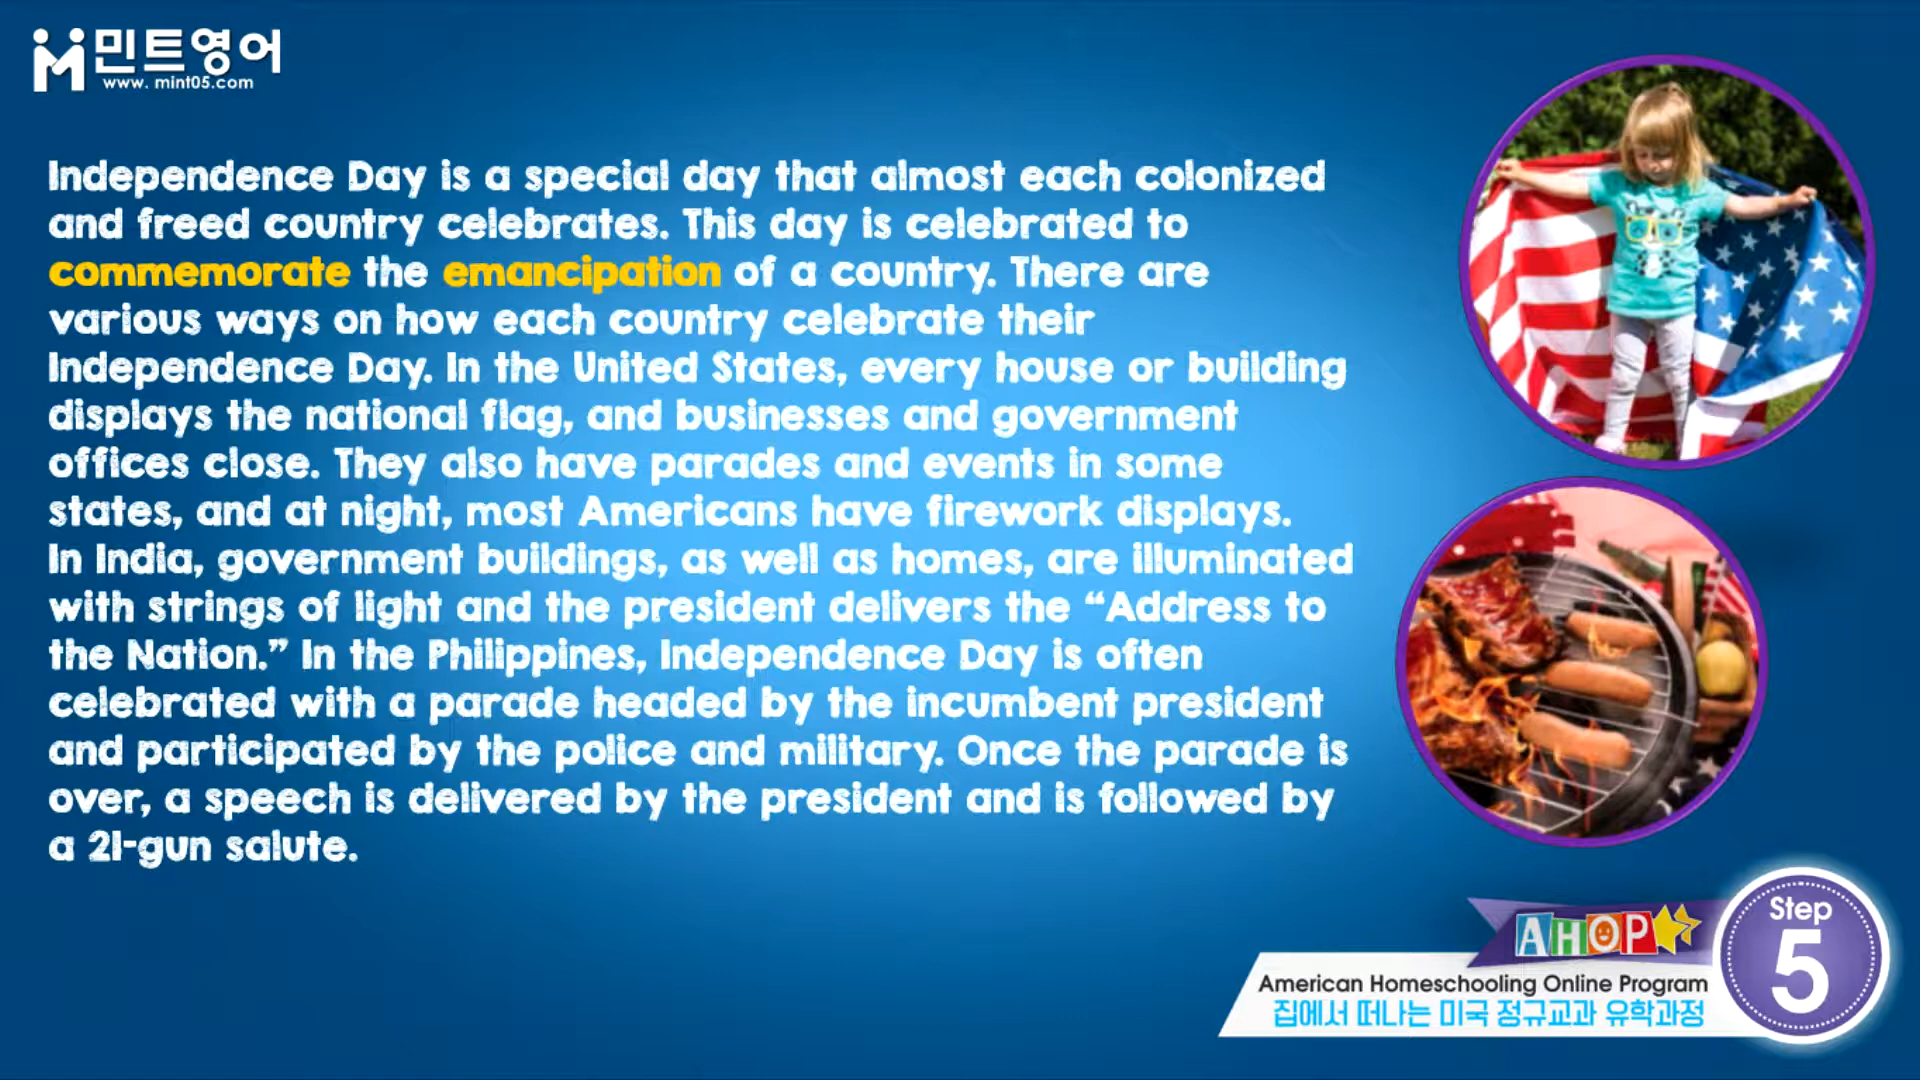 민트영어
www. mint05.com
Independence Day is a special day that almost each colonized
and freed country celebrates. This day is celebrated to
commemorate the emancipation of a country. There are
various ways on how each country celebrate their
Independence Day. In the United States, every house or building
displays the national flag, and businesses and government
offices close. They also have parades and events in some
states, and at night, most Americans have firework displays.
In India, government buildings, as well as homes, are illuminated
with strings of light and the president delivers the “Address to
the Nation.” In the Philippines, Independence Day is often
celebrated with a parade headed by the incumbent president
and participated by the police and military. Once the parade is
over, a speech is delivered by the president and is followed by
a 21-gun salute.
AHOP
American Homeschooling Online Program
집에서 떠나는 미국 정규교과 유학과정
Step
5